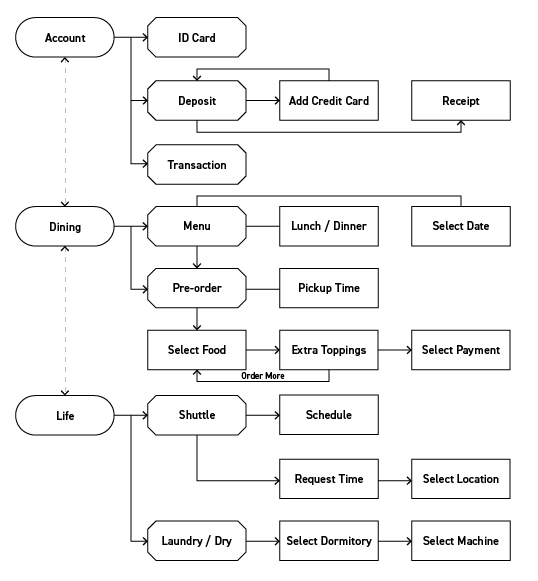 Account
ID Card
Deposit
Add Credit Card
Receipt
Transaction
Dining
Menu
Lunch / Dinner
Select Date
Pre-order
Pickup Time
Select Food
Extra Toppings
Select Payment
Order More
Life
Shuttle
Schedule
Request Time
Select Location
Laundry / Dry
Select Dormitory
Select Machine